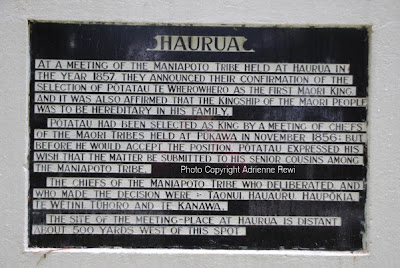 HAURUA
AT A MEETING OF THE MANIAPOTO TRIBE HELD AT HAURUA IN
THE YEAR 1857, THEY ANNOUNCED THEIR CONFIRMATION OF THE
SELECTION OF POTATAU TE WHEROWHERO AS THE FIRST MAORI KING,
AND IT WAS ALSO AFFIRMED THAT THE KINGSHIP OF THE MAORI PEOPLE
WAS TO BE HEREDITARY IN HIS FAMILY.
POTATAU HAD BEEN SELECTED AS KING BY A MEETING OF CHIEFS
OF THE MAORI TRIBES HELD AT PUKAWA IN NOVEMBER 1856; BUT
BEFORE HE WOULD ACCEPT THE POSITION, POTATAU EXPRESSED HIS
WISH THAT THE MATTER BE SUBMITTED TO HIS SENIOR COUSINS AMONG
THE MANIAPOTO TRIBE.
Photo Copyright Adrienne Rewi
THE CHIEFS OF THE MANIAPOTO TRIBE WHO DELIBERATED AND
WHO MADE THE DECISION WERE :- TAONUI, HAUAURU, HAUPOKIA,
TE WETINI, TUHORO AND TE KANAWA.
THE SITE OF THE MEETING-PLACE AT HAURUA IS DISTANT
ABOUT 500 YARDS WEST OF THIS SPOT.